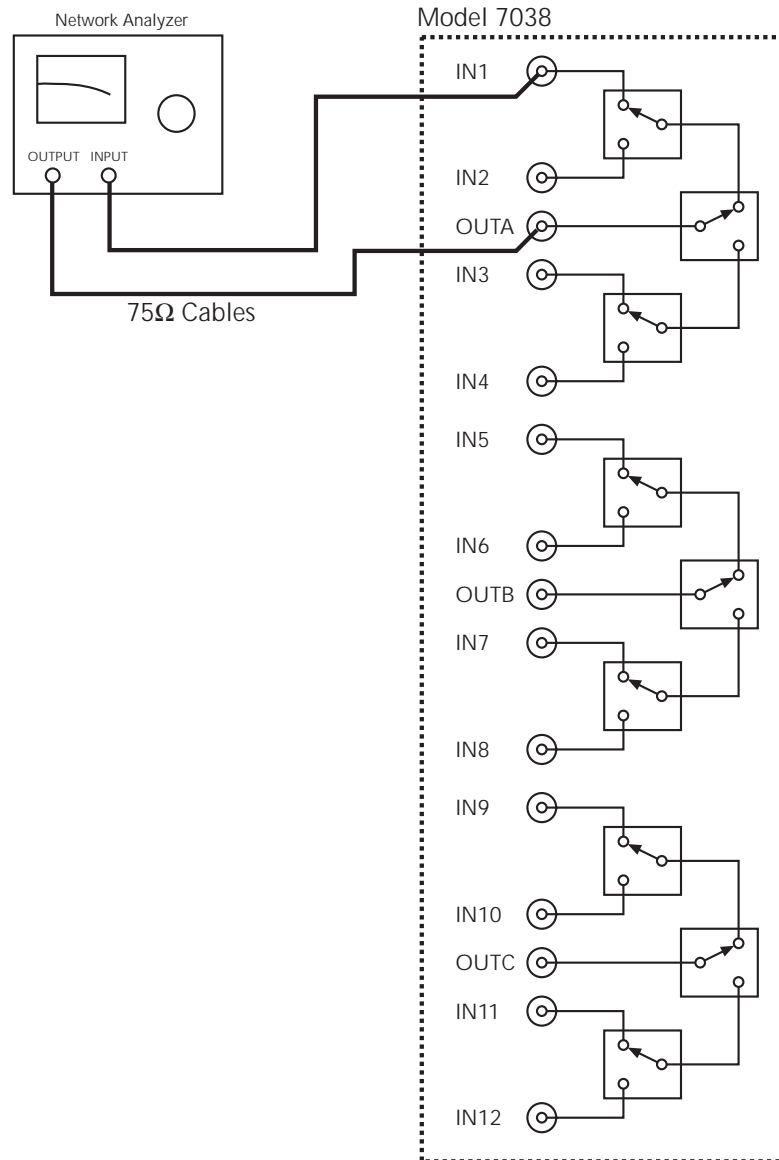 Network Analyzer
Model 7038
OUTPUT INPUT
75Ω Cables
IN1
IN2
OUTA
IN3
IN4
IN5
IN6
OUTB
IN7
IN8
IN9
IN10
OUTC
IN11
IN12